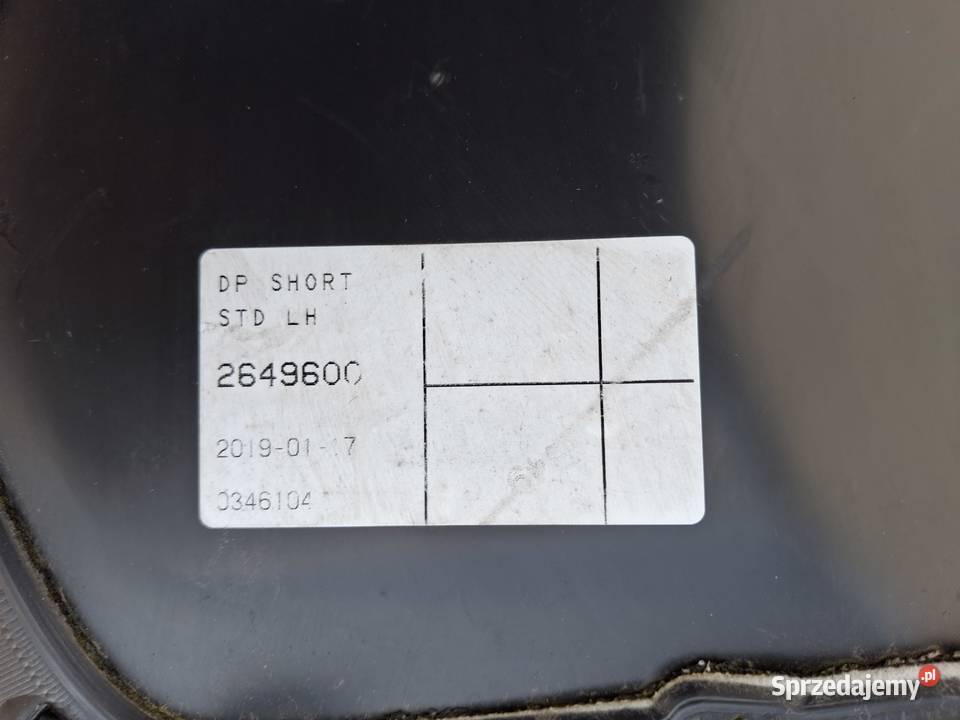 DP SHORT
STD LH
2649600
2019-01-17
0346104
Sprzedajemy.pl